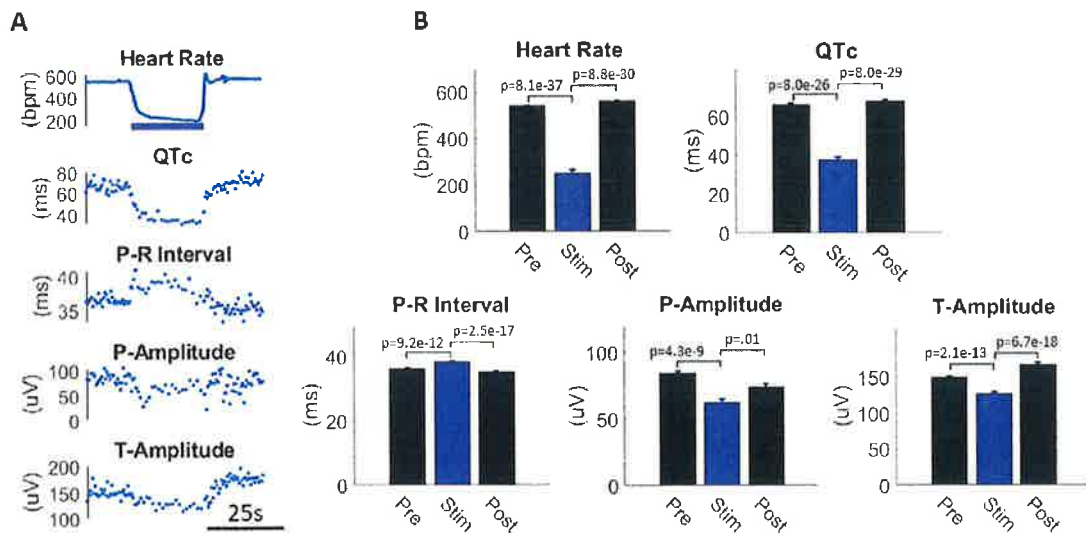 A
Heart Rate
600
400
200
(bpm)
QTc
80
60
40
(ms)
P-R Interval
40
35
(ms)
P-Amplitude
100
50
0
(uV)
T-Amplitude
200
150
100
(uV)
25s
B
Heart Rate
p=8.1e-37
p=8.8e-30
600
400
200
0
(bpm)
Pre
Stim
Post
QTc
p=8.0e-26
p=8.0e-29
60
40
20
0
(ms)
Pre
Stim
Post
P-R Interval
p=9.2e-12
p=2.5e-17
40
20
0
(ms)
Pre
Stim
Post
P-Amplitude
p=4.3e-9
p=.01
100
50
0
(uV)
Pre
Stim
Post
T-Amplitude
p=2.1e-13
p=6.7e-18
150
100
50
0
(uV)
Pre
Stim
Post